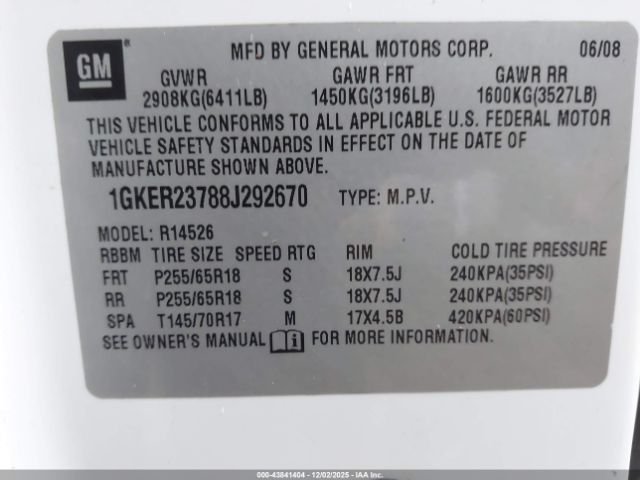 GM ® MFD BY GENERAL MOTORS CORP. 06/08
GVWR GAWR FRT GAWR RR
2908KG(6411LB) 1450KG(3196LB) 1600KG(3527LB)
THIS VEHICLE CONFORMS TO ALL APPLICABLE U.S. FEDERAL MOTOR
VEHICLE SAFETY STANDARDS IN EFFECT ON THE DATE OF
MANUFACTURE SHOWN ABOVE.
1GKER23788J292670 TYPE: M.P.V.
MODEL: R14526
RBBM TIRE SIZE SPEED RTG RIM COLD TIRE PRESSURE
FRT P255/65R18 S 18X7.5J 240KPA(35PSI)
RR P255/65R18 S 18X7.5J 240KPA(35PSI)
SPA T145/70R17 M 17X4.5B 420KPA(60PSI)
SEE OWNER'S MANUAL i FOR MORE INFORMATION.
000-43841404 - 12/02/2025 - IAA.com